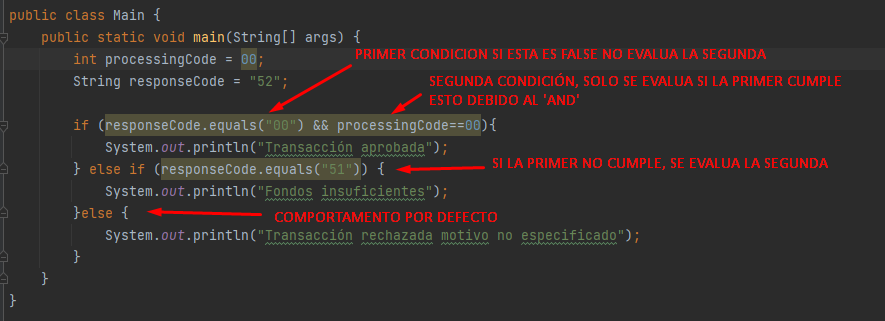 public class Main {
public static void main(String[] args) {
int processingCode = 00;
PRIMER CONDICION SI ESTA ES FALSE NO EVALUA LA SEGUNDA
String responseCode = "52";
SEGUNDA CONDICIÓN, SOLO SE EVALUA SI LA PRIMER CUMPLE
ESTO DEBIDO AL 'AND'
if (responseCode.equals("00") && processingCode==00){
System.out.println("Transacción aprobada");
} else if (responseCode.equals("51")) {
SI LA PRIMER NO CUMPLE, SE EVALUA LA SEGUNDA
System.out.println("Fondos insuficientes");
}else {
COMPORTAMENTO POR DEFECTO
System.out.println("Transacción rechazada motivo no especificado");
}
}
}